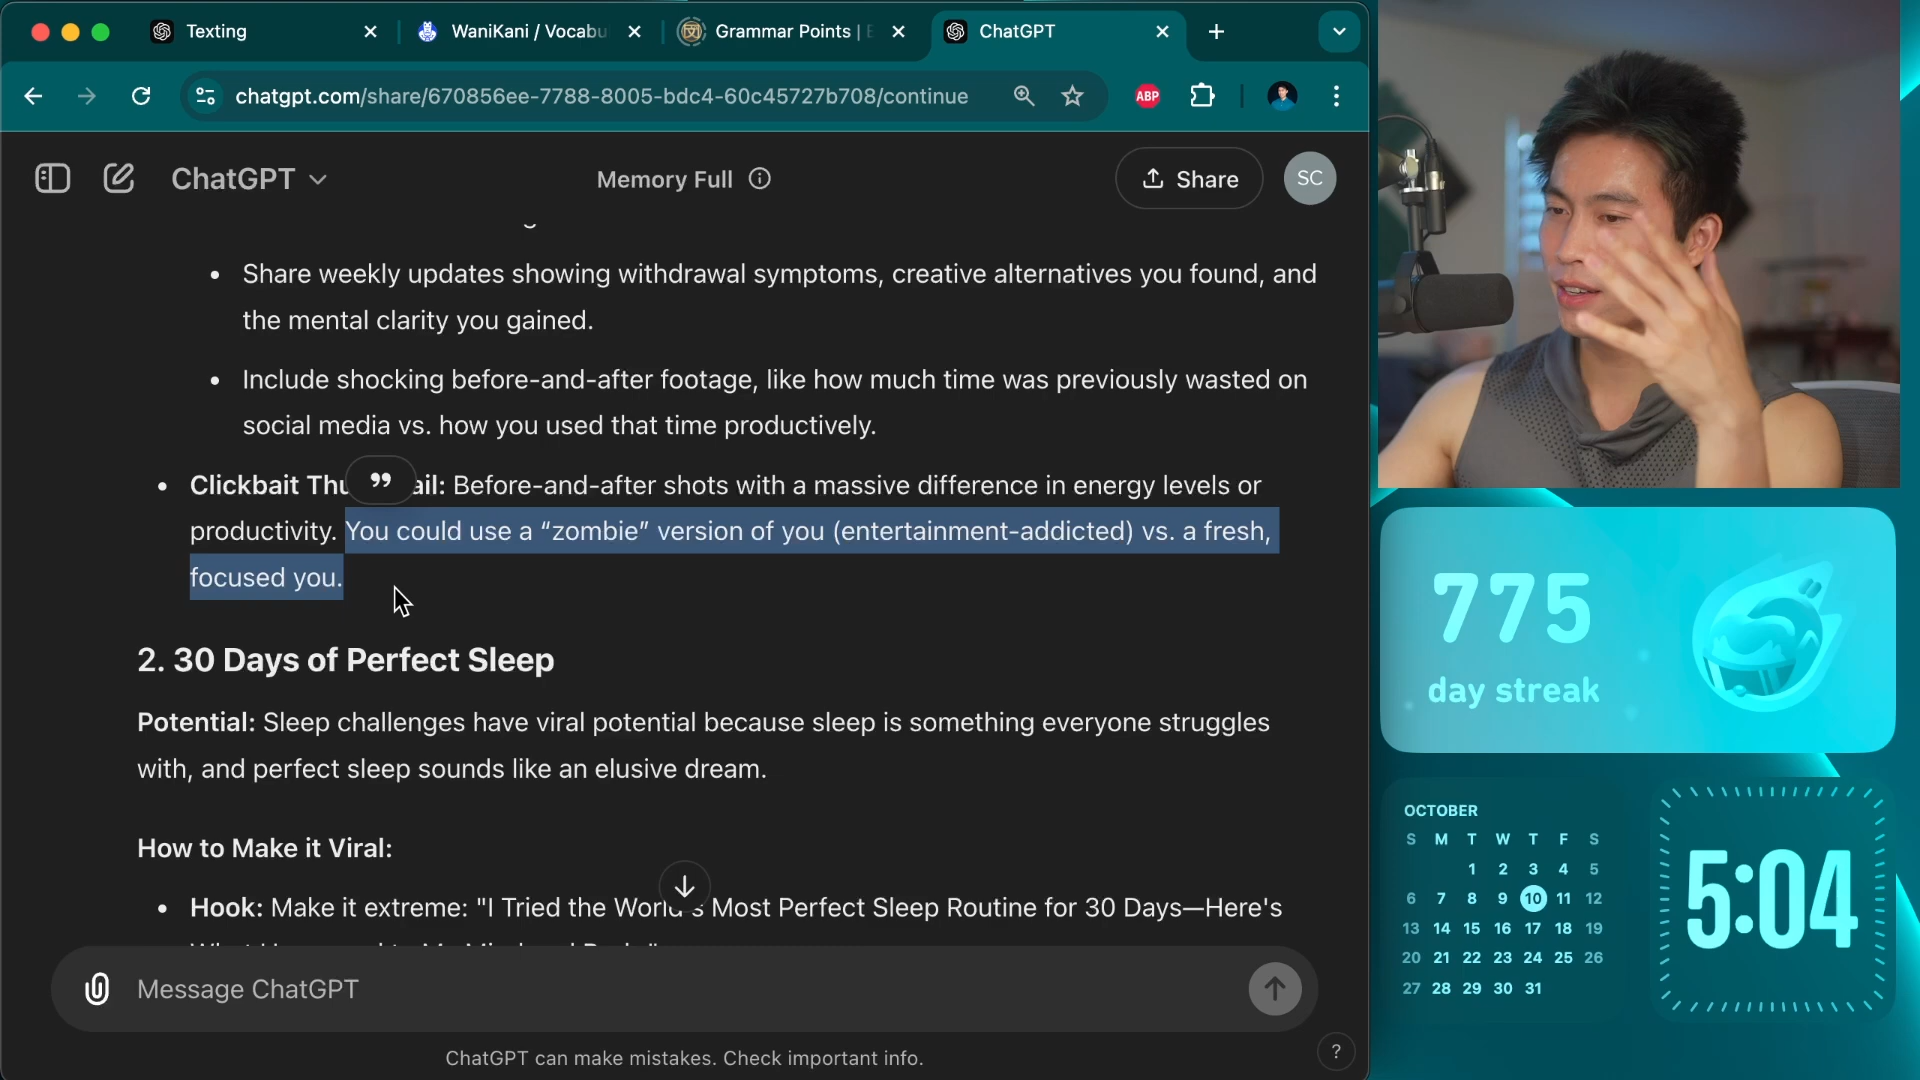 Texting
WaniKani / Vocabu
Grammar Points | E
ChatGPT
chatgpt.com/share/670856ee-7788-8005-bdc4-60c45727b708/continue
ABP
ChatGPT
Memory Full
Share
SC
Share weekly updates showing withdrawal symptoms, creative alternatives you found, and
the mental clarity you gained.
Include shocking before-and-after footage, like how much time was previously wasted on
social media vs. how you used that time productively.
Clickbait Thu ail: Before-and-after shots with a massive difference in energy levels or
productivity. You could use a “zombie” version of you (entertainment-addicted) vs. a fresh,
focused you.
2. 30 Days of Perfect Sleep
Potential: Sleep challenges have viral potential because sleep is something everyone struggles
with, and perfect sleep sounds like an elusive dream.
How to Make it Viral:
Hook: Make it extreme: "I Tried the World's Most Perfect Sleep Routine for 30 Days—Here's
Message ChatGPT
ChatGPT can make mistakes. Check important info.
?
775
day streak
OCTOBER
S M T W T F S
1 2 3 4 5
6 7 8 9 10 11 12
13 14 15 16 17 18 19
20 21 22 23 24 25 26
27 28 29 30 31
5:04